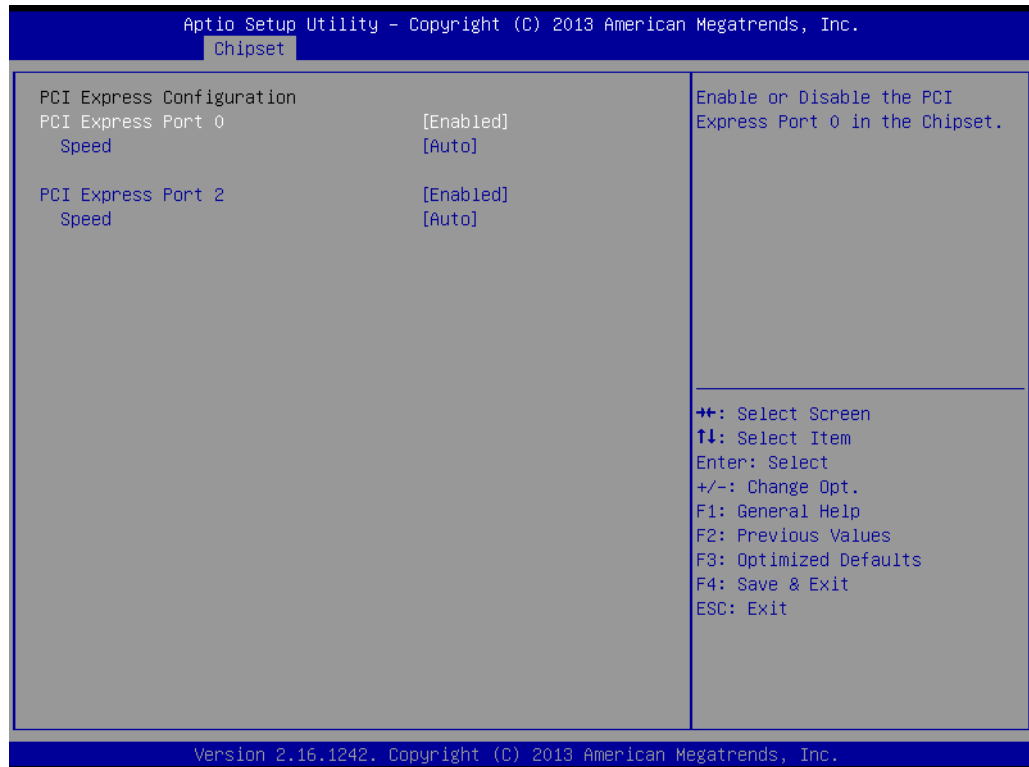 Aptio Setup Utility – Copyright (C) 2013 American Megatrends, Inc.
Chipset
PCI Express Configuration
PCI Express Port 0 [Enabled]
Speed [Auto]
PCI Express Port 2 [Enabled]
Speed [Auto]
Enable or Disable the PCI
Express Port 0 in the Chipset.
→←: Select Screen
↑↓: Select Item
Enter: Select
+/-: Change Opt.
F1: General Help
F2: Previous Values
F3: Optimized Defaults
F4: Save & Exit
ESC: Exit
Version 2.16.1242. Copyright (C) 2013 American Megatrends, Inc.